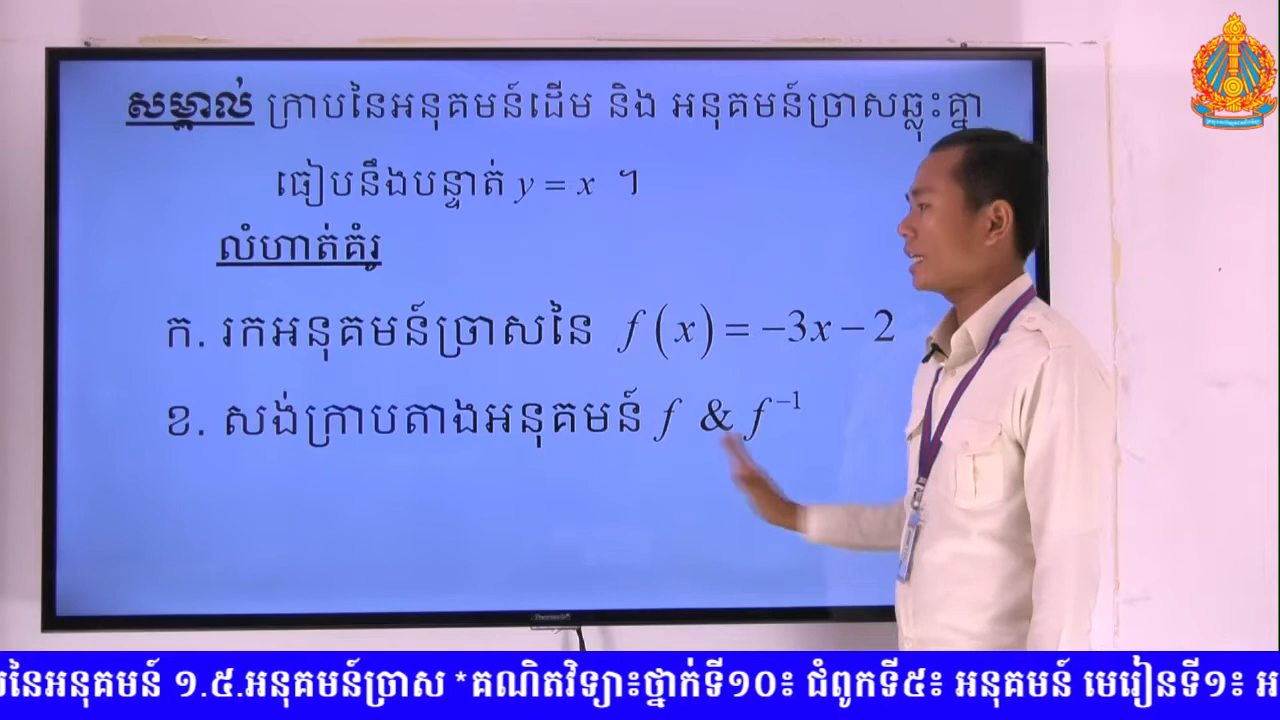 សម្គាល់ ក្រាបនៃអនុគមន៍ដើម និង អនុគមន៍ច្រាសឆ្លុះគ្នា
ធៀបនឹងបន្ទាត់ y = x ។
លំហាត់គំរូ
ក. រកអនុគមន៍ច្រាសនៃ f(x) = −3x − 2
ខ. សង់ក្រាបតាងអនុគមន៍ f & f⁻¹
បនៃអនុគមន៍ ១.៥.អនុគមន៍ច្រាស *គណិតវិទ្យា៖ថ្នាក់ទី១០៖ ជំពូកទី៥៖ អនុគមន៍ មេរៀនទី១៖ អ